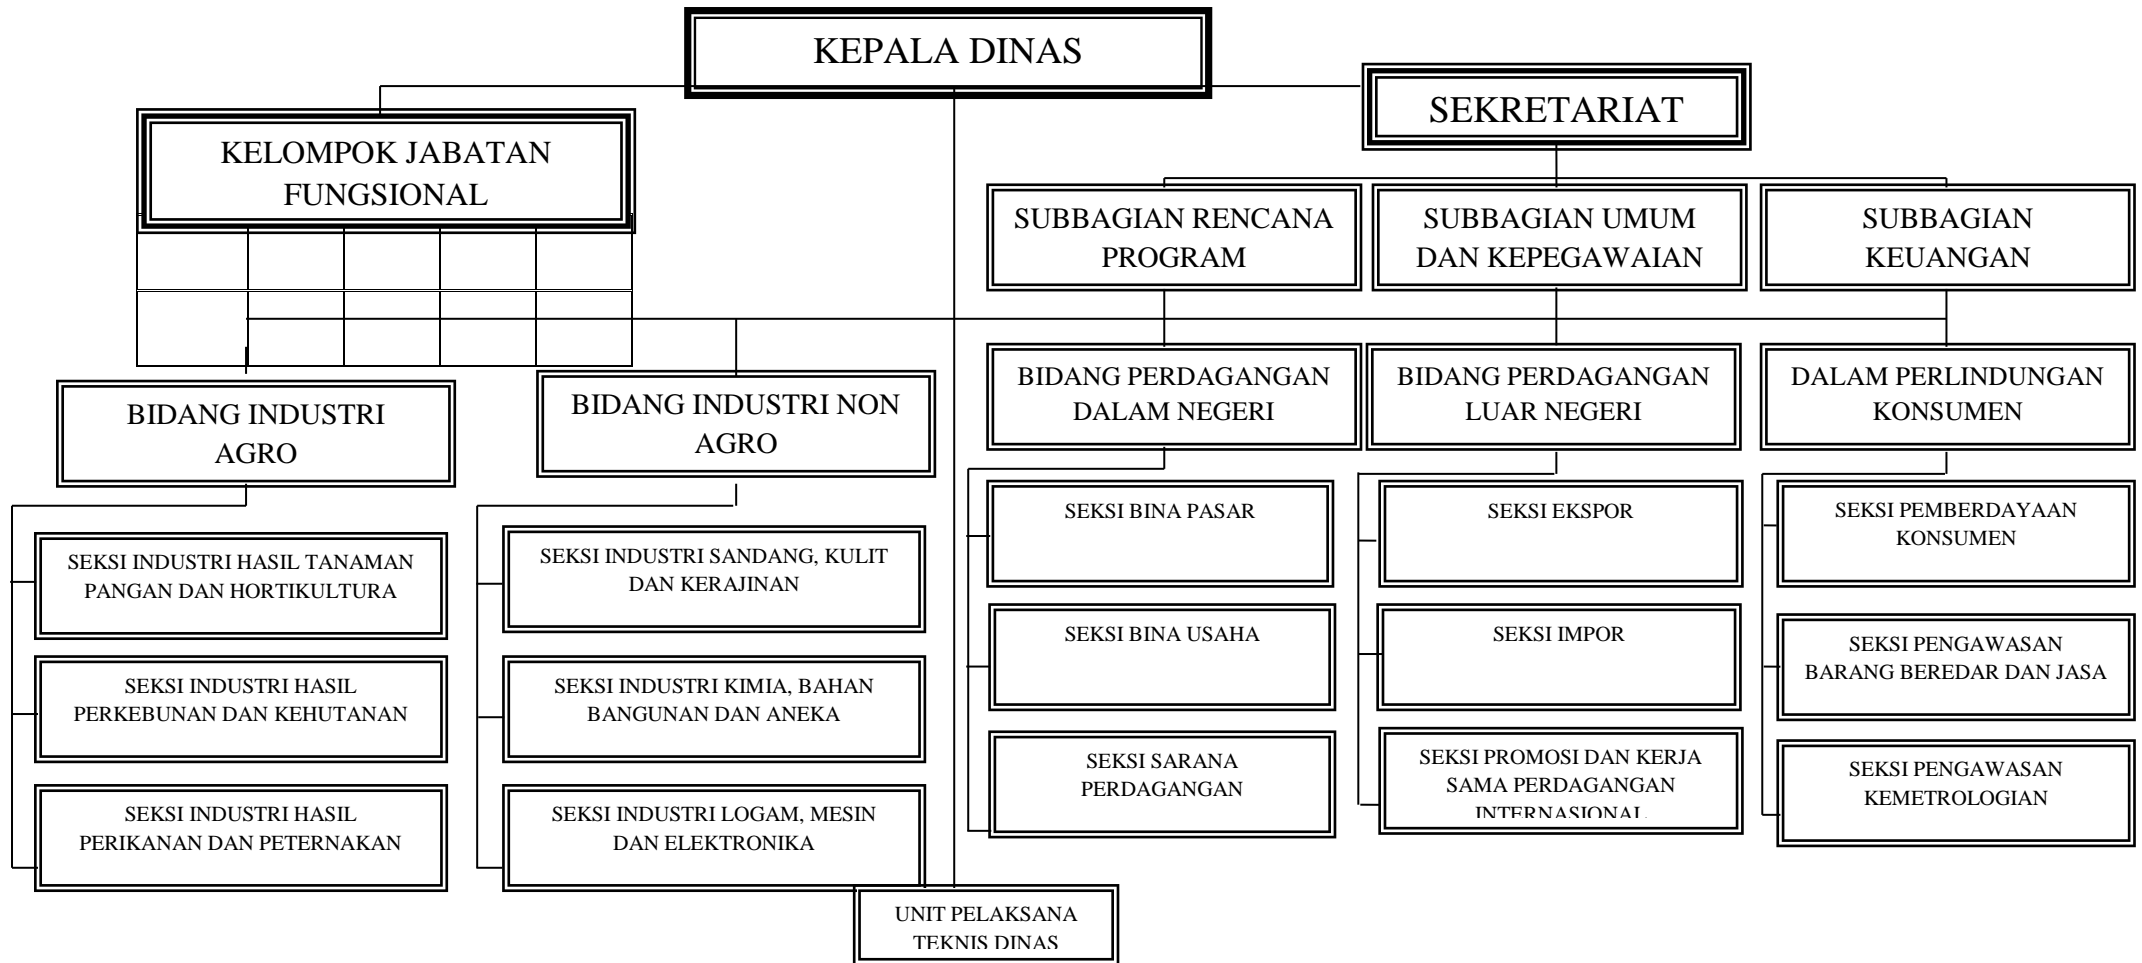 KEPALA DINAS
SEKRETARIAT
KELOMPOK JABATAN
FUNGSIONAL
SUBBAGIAN RENCANA
PROGRAM
SUBBAGIAN UMUM
DAN KEPEGAWAIAN
SUBBAGIAN
KEUANGAN
BIDANG INDUSTRI
AGRO
BIDANG INDUSTRI NON
AGRO
BIDANG PERDAGANGAN
DALAM NEGERI
BIDANG PERDAGANGAN
LUAR NEGERI
DALAM PERLINDUNGAN
KONSUMEN
SEKSI INDUSTRI HASIL TANAMAN
PANGAN DAN HORTIKULTURA
SEKSI INDUSTRI HASIL
PERKEBUNAN DAN KEHUTANAN
SEKSI INDUSTRI HASIL
PERIKANAN DAN PETERNAKAN
SEKSI INDUSTRI SANDANG, KULIT
DAN KERAJINAN
SEKSI INDUSTRI KIMIA, BAHAN
BANGUNAN DAN ANEKA
SEKSI INDUSTRI LOGAM, MESIN
DAN ELEKTRONIKA
SEKSI BINA PASAR
SEKSI BINA USAHA
SEKSI SARANA
PERDAGANGAN
SEKSI EKSPOR
SEKSI IMPOR
SEKSI PROMOSI DAN KERJA
SAMA PERDAGANGAN
INTERNASIONAL
SEKSI PEMBERDAYAAN
KONSUMEN
SEKSI PENGAWASAN
BARANG BEREDAR DAN JASA
SEKSI PENGAWASAN
KEMETROLOGIAN
UNIT PELAKSANA
TEKNIS DINAS